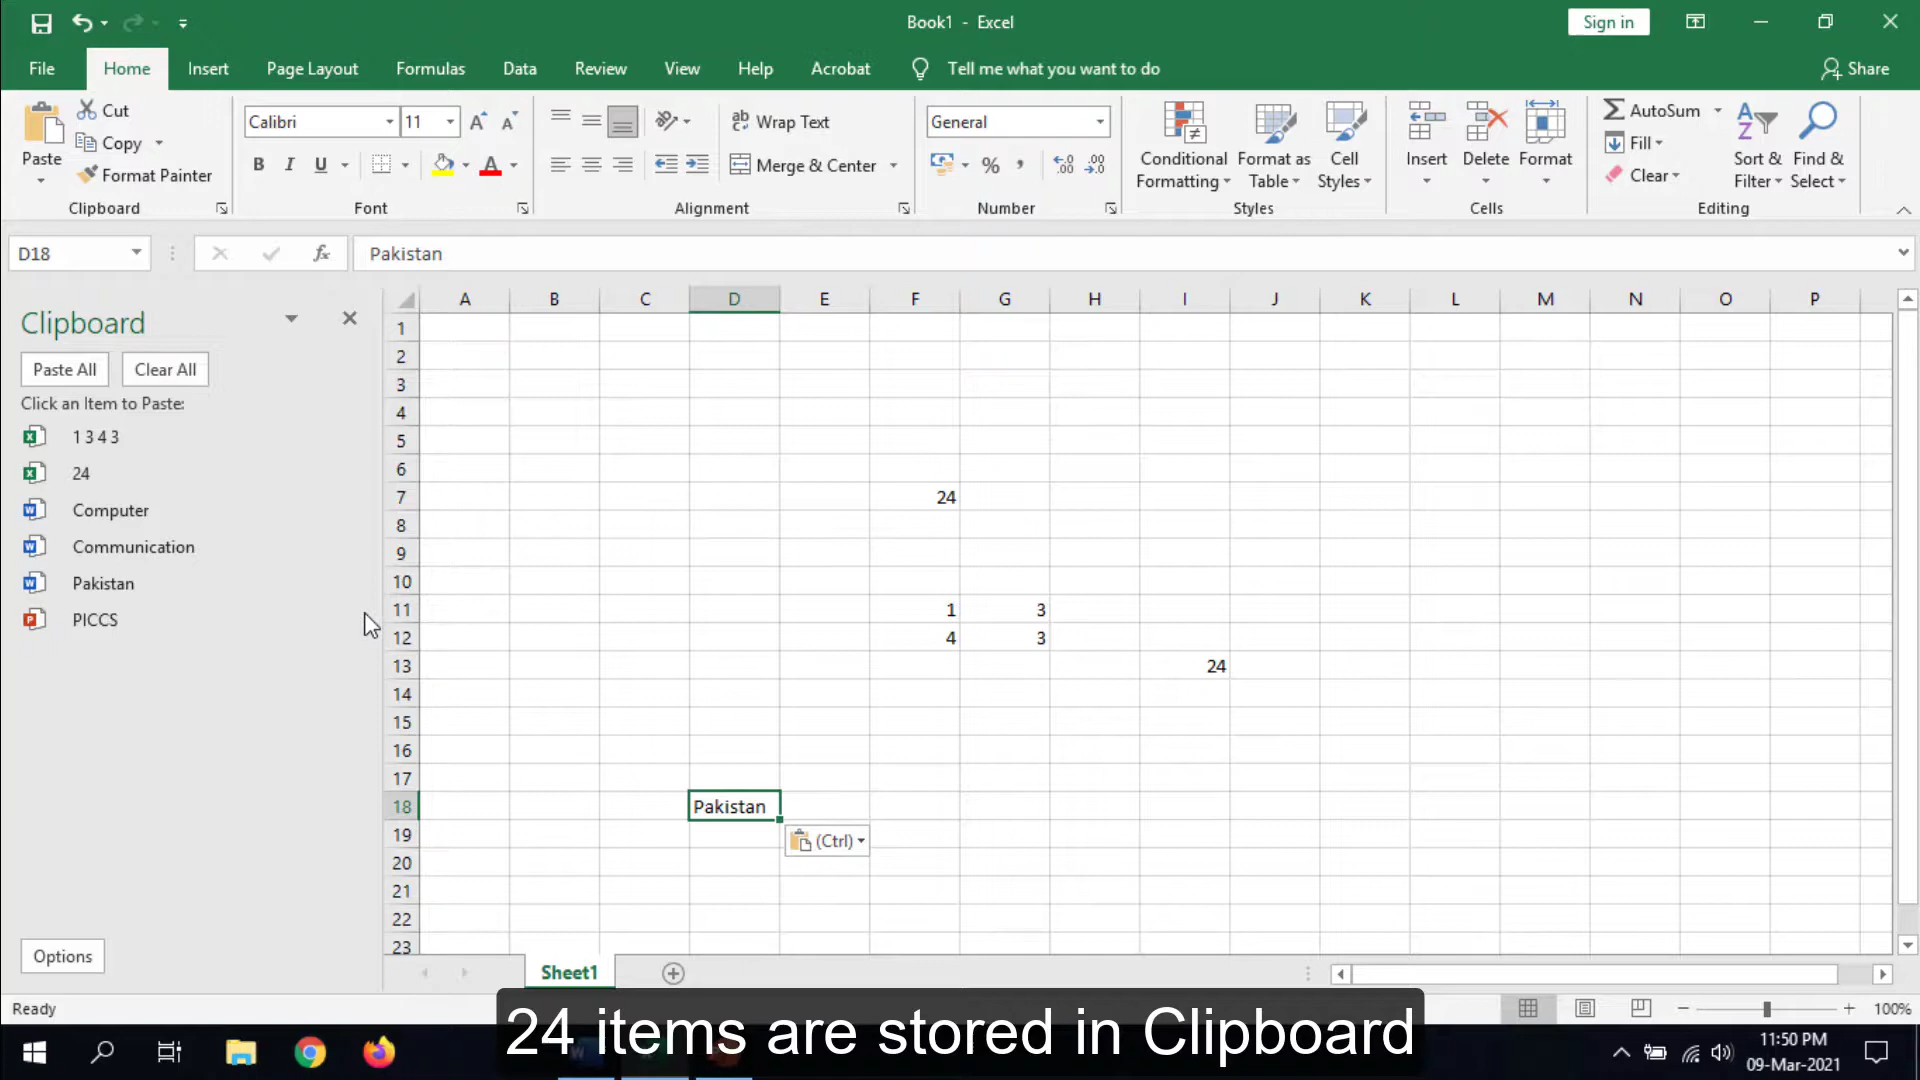 Book1 - Excel
Sign in
File Home Insert Page Layout Formulas Data Review View Help Acrobat Tell me what you want to do Share
Paste
Cut
Copy
Format Painter
Clipboard
Calibri 11
B I U A
Font
ab Wrap Text
Merge & Center
Alignment
General
% ,
Number
Conditional Formatting
Format as Table
Cell Styles
Styles
Insert Delete Format
Cells
AutoSum
Fill
Clear
Sort & Filter
Find & Select
Editing
D18 fx Pakistan
Clipboard
Paste All Clear All
Click an Item to Paste:
1 3 4 3
24
Computer
Communication
Pakistan
PICCS
Options
A B C D E F G H I J K L M N O P
1
2
3
4
5
6
7 24
8
9
10
11 1 3
12 4 3
13 24
14
15
16
17
18 Pakistan
19 (Ctrl)
20
21
22
23
Sheet1
Ready
100%
24 items are stored in Clipboard
11:50 PM
09-Mar-2021